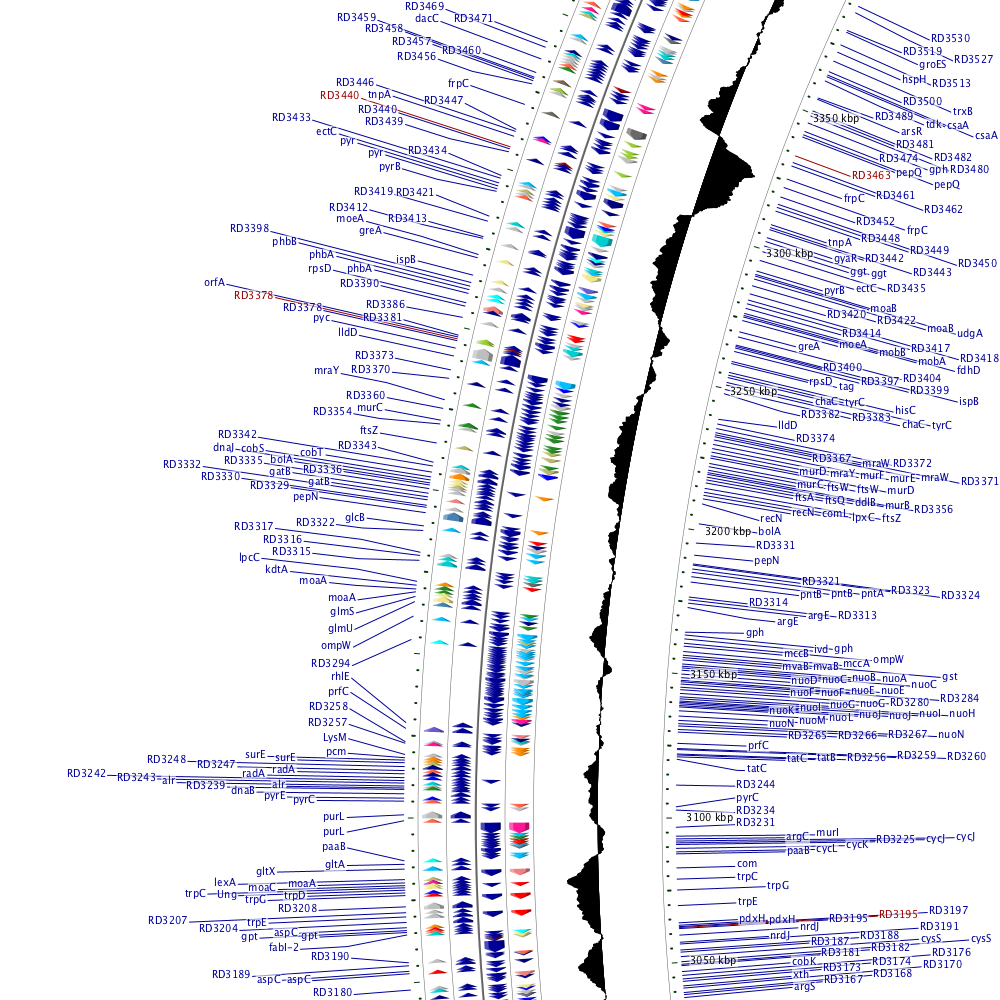 RD3469
RD3459 dacC RD3471
RD3458
RD3457 RD3460
RD3456
RD3446 frpC
RD3440 tnpA RD3447
RD3440
RD3433 RD3439
ectC
pyr RD3434
pyr
pyrB
RD3419 RD3421
RD3412
moeA RD3413
RD3398 greA
phbB
phbA ispB
rpsD phbA
orfA RD3390
RD3378
RD3378 RD3386
pyc RD3381
lldD
RD3373
mraY RD3370
RD3360
RD3354 murC
ftsZ
RD3342
dnaJ cobS RD3343
RD3335 bolA cobT
RD3332 gatB RD3336
RD3330 gatB
RD3329
pepN
RD3317 RD3322 glcB
RD3316
RD3315
lpcC
kdtA
moaA
moaA
glmS
glmU
ompW
RD3294
rhlE
prfC
RD3258
RD3257
LysM
pcm
RD3248 surE surE
RD3247
RD3242 RD3243 radA radA
alr alr
RD3239
dnaB pyrE pyrC
purL
purL
paaB
gltX gltA
lexA moaC moaA
trpC Ung trpD
trpG
RD3208
RD3207 trpE
RD3204 aspC
gpt gpt
fabI-2
RD3190
RD3189 aspC aspC
RD3180
RD3530
RD3519
RD3527
groES
hspH RD3513
RD3500
trxB
3350 kbp RD3489 tdk csaA
arsR csaA
RD3481
RD3474 RD3482
pepQ gph RD3480
RD3463 pepQ
frpC RD3461
RD3462
RD3452
frpC
tnpA RD3448
RD3449
3300 kbp gyaR RD3442 RD3450
ggt ggt RD3443
pyrB ectC RD3435
moaB
RD3420 RD3422
moaB
RD3414 udgA
greA moeA RD3417
mobB RD3418
mobA
RD3400 fdhD
rpsD tag RD3397 RD3404
RD3399
3250 kbp
chaC tyrC ispB
RD3382 RD3383 hisC
chaC tyrC
lldD
RD3374
RD3367 mraW RD3372
murD mraY murF murE mraW RD3371
murC ftsW ftsW murD
ftsA ftsQ ddlB murB
recN comL lpxC ftsZ RD3356
recN
3200 kbp bolA
RD3331
pepN
RD3321
pntB pntB pntA RD3323
RD3324
RD3314
argE RD3313
argE
gph
mccB ivd gph
mvaB mvaB mccA ompW
3150 kbp gst
nuoD nuoC nuoB nuoA nuoC
nuoF nuoF nuoE nuoE
nuoK nuoI nuoG nuoG RD3280 RD3284
nuoN nuoM nuoL nuoJ nuoJ nuoI nuoH
RD3265 RD3266 RD3267 nuoN
prfC
tatC tatB RD3256 RD3259 RD3260
tatC
RD3244
pyrC
RD3234
3100 kbp RD3231
argC murI
paaB cycL cycK RD3225 cycJ cycJ
com
trpC
trpG
trpE
pdxH pdxH RD3195 RD3195 RD3197
nrdJ RD3191
nrdJ RD3187 RD3188 cysS cysS
RD3181 RD3182 RD3176
3050 kbp cobK RD3174 RD3170
xth RD3173 RD3168
argS RD3167